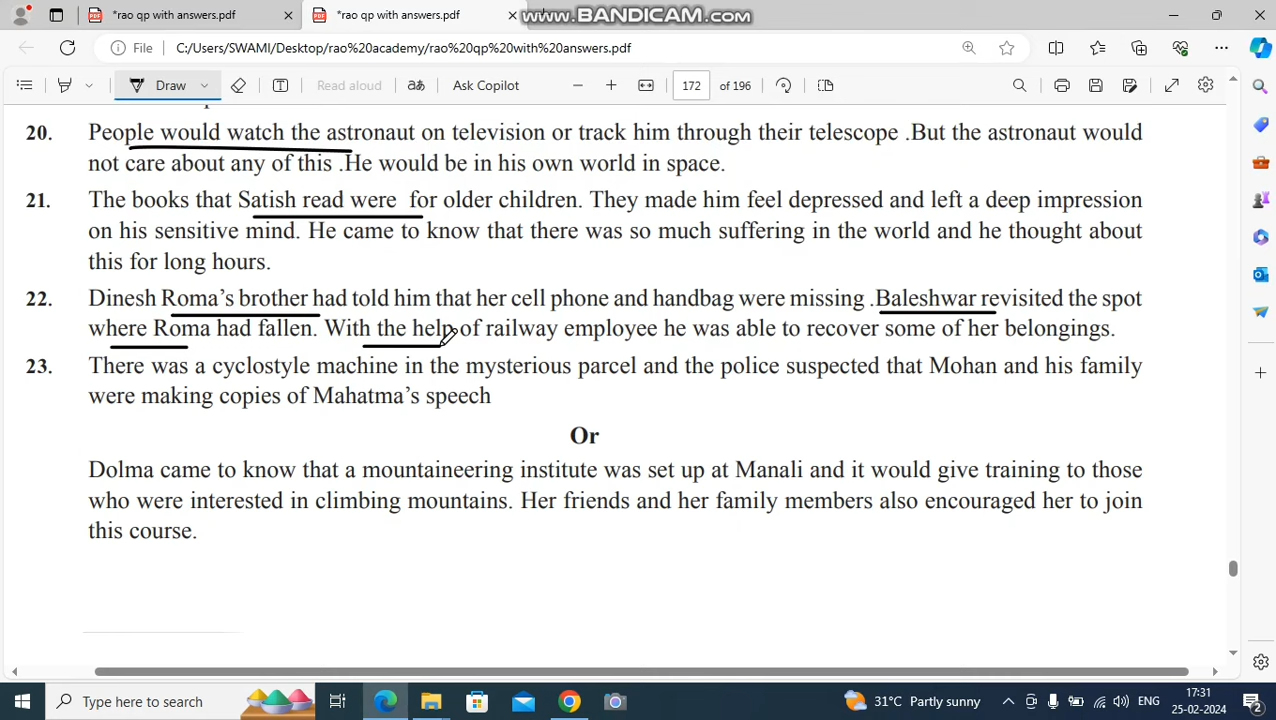 *rao qp with answers.pdf
*rao qp with answers.pdf
www.BANDICAM.com
File
C:/Users/SWAMI/Desktop/rao%20academy/rao%20qp%20with%20answers.pdf
Draw
Read aloud
aあ
Ask Copilot
172 of 196
20. People would watch the astronaut on television or track him through their telescope .But the astronaut would
not care about any of this .He would be in his own world in space.
21. The books that Satish read were for older children. They made him feel depressed and left a deep impression
on his sensitive mind. He came to know that there was so much suffering in the world and he thought about
this for long hours.
22. Dinesh Roma's brother had told him that her cell phone and handbag were missing .Baleshwar revisited the spot
where Roma had fallen. With the help of railway employee he was able to recover some of her belongings.
23. There was a cyclostyle machine in the mysterious parcel and the police suspected that Mohan and his family
were making copies of Mahatma's speech
Or
Dolma came to know that a mountaineering institute was set up at Manali and it would give training to those
who were interested in climbing mountains. Her friends and her family members also encouraged her to join
this course.
Type here to search
31°C Partly sunny
ENG
17:31
25-02-2024
2